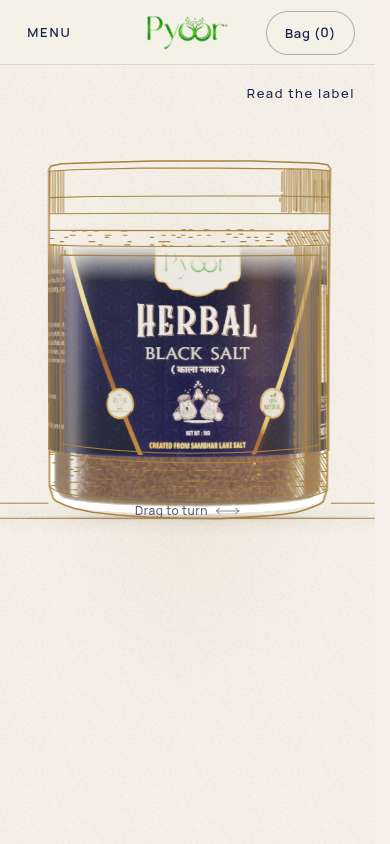 MENU
Pyoor
Bag (0)
Read the label
Pyoor
HERBAL
BLACK SALT
(काला नमक)
CREATED FROM SAMBHAR LAKE SALT
Drag to turn